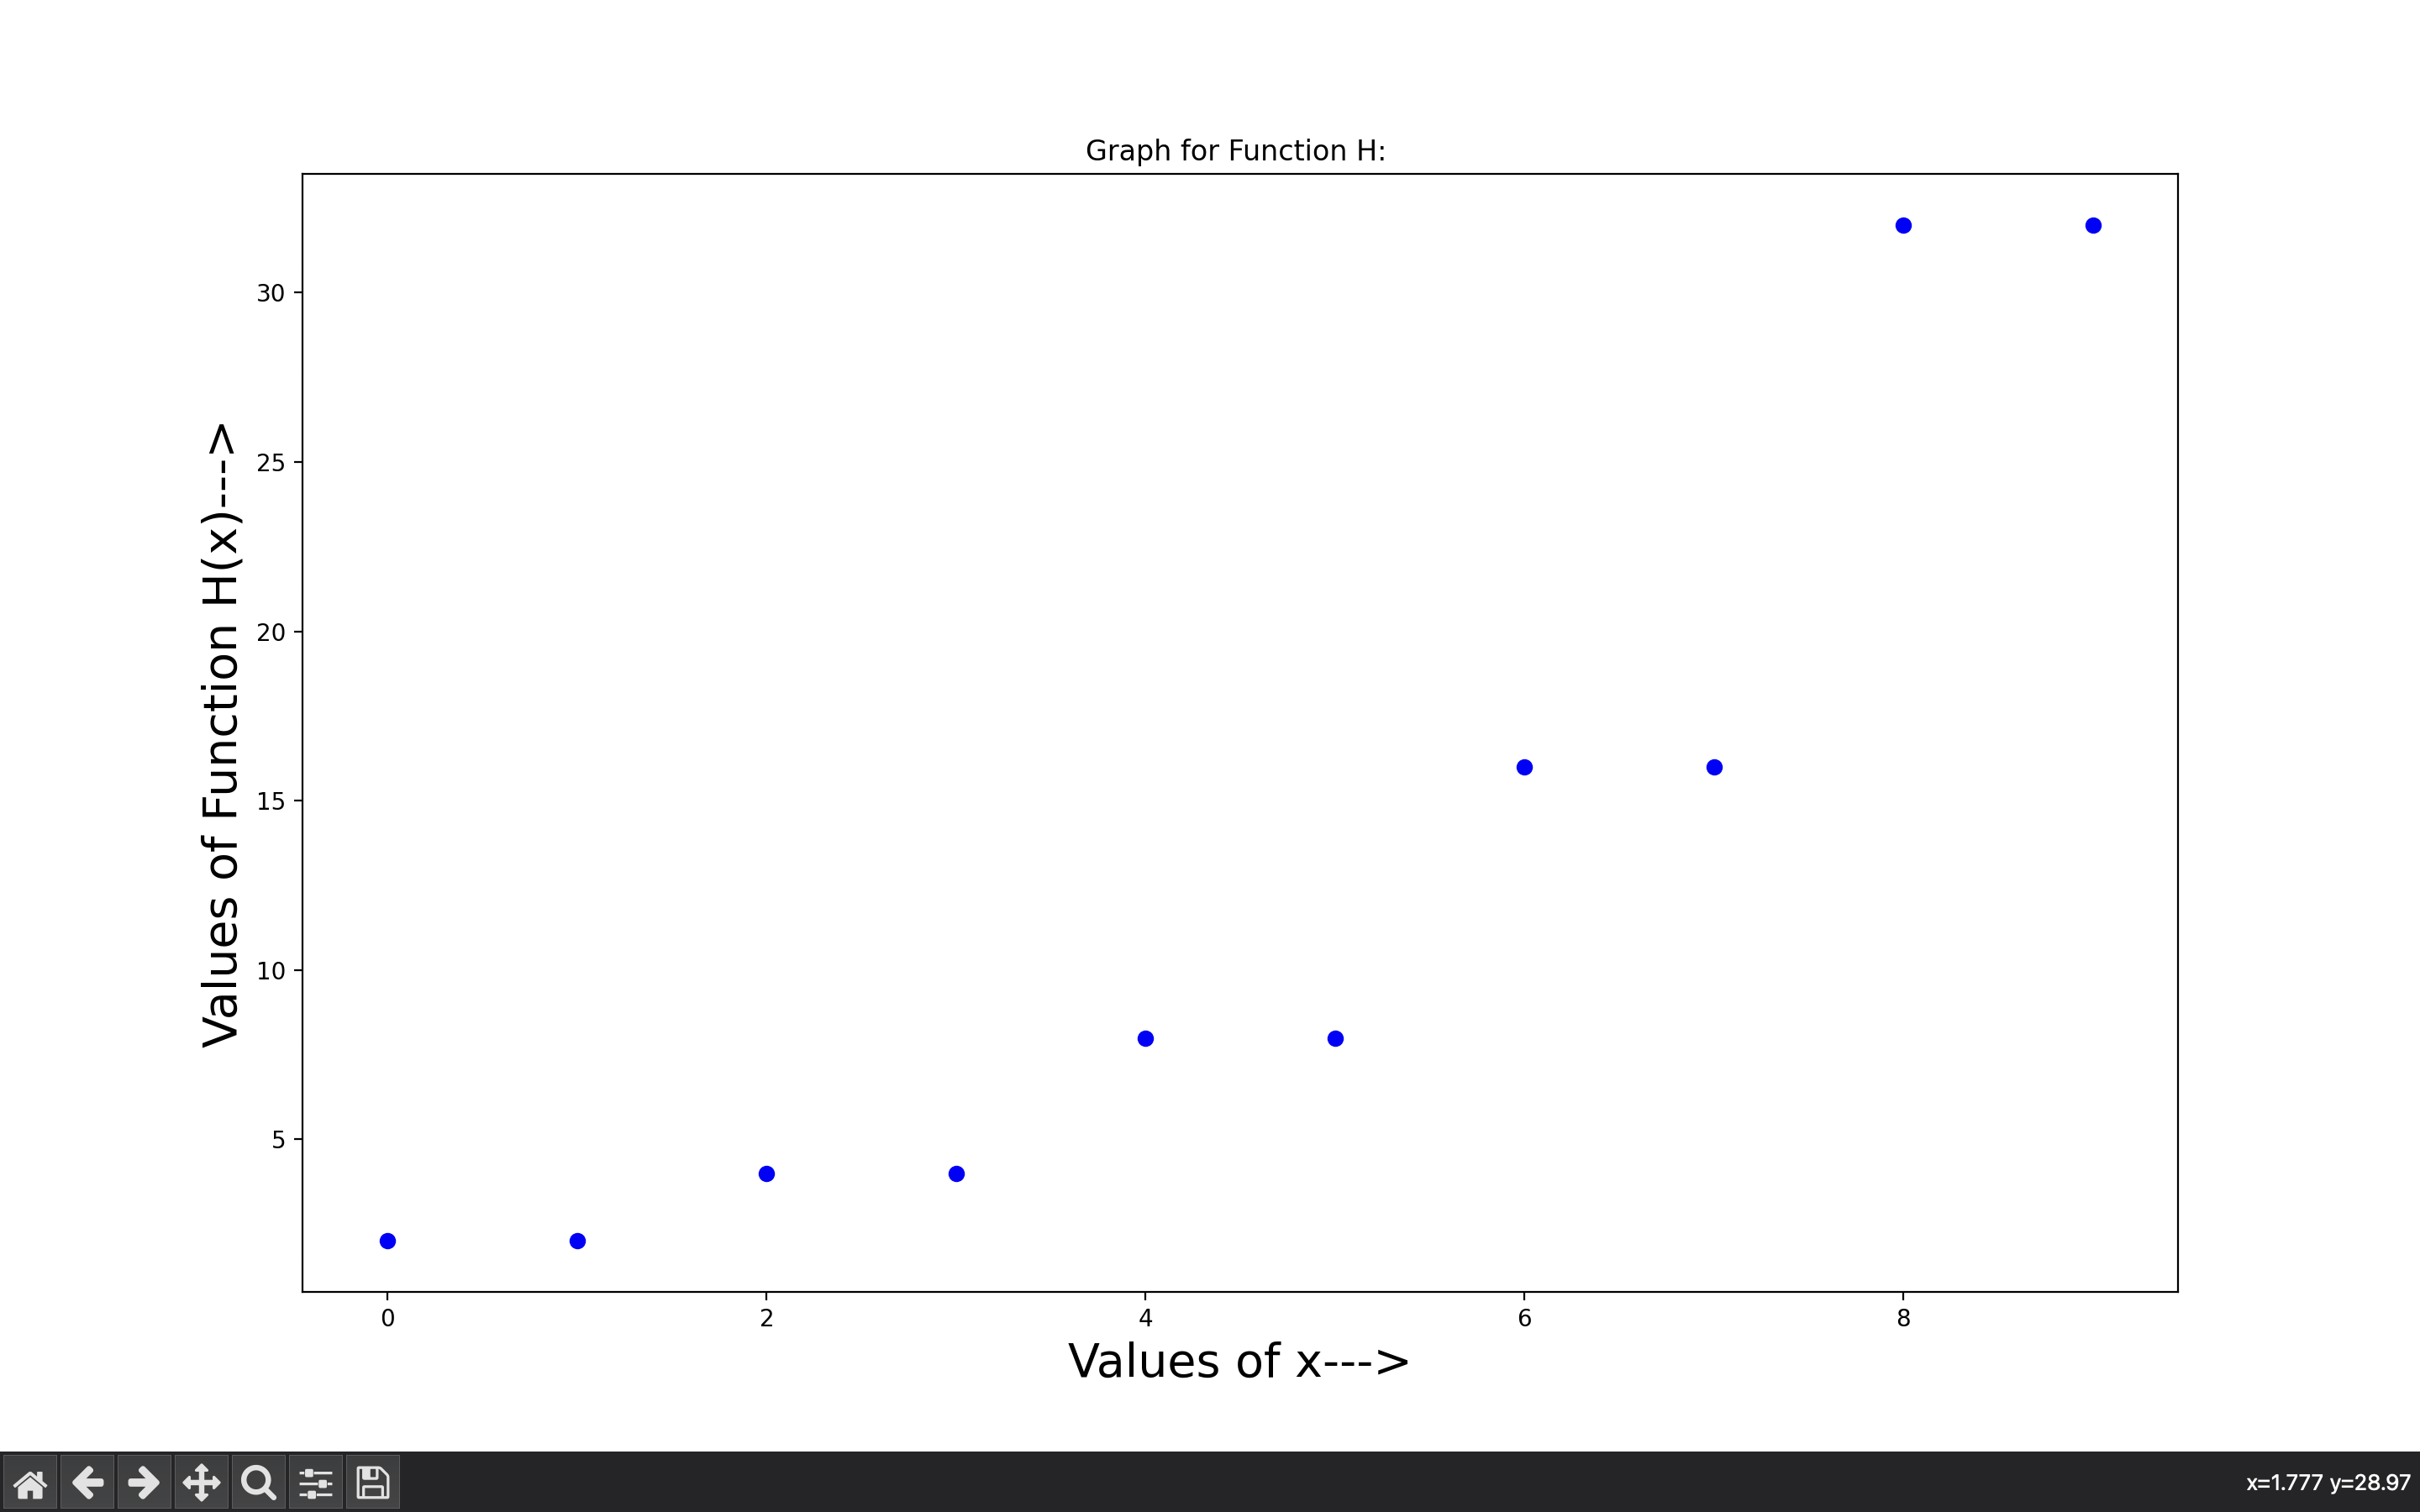 Graph for Function H:
30
25
20
15
10
5
Values of Function H(x)--->
0 2 4 6 8
Values of x--->
x=1.777 y=28.97